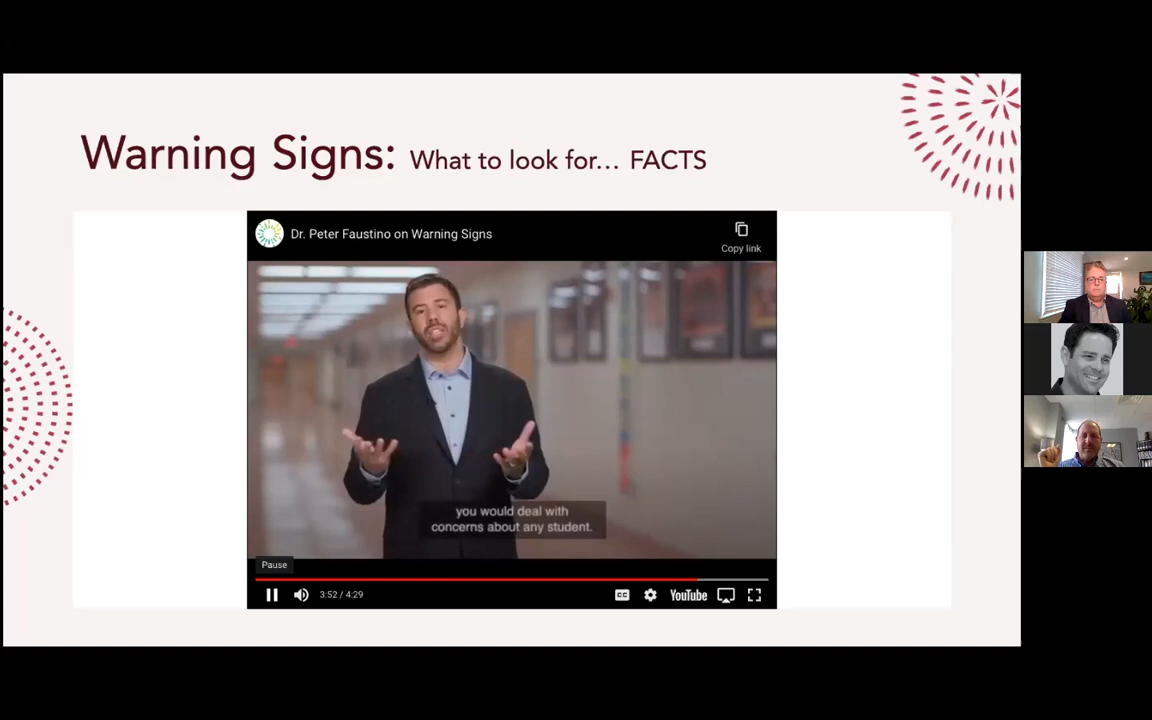 Warning Signs: What to look for... FACTS
Dr. Peter Faustino on Warning Signs
Copy link
you would deal with
concerns about any student.
Pause
3:52 / 4:29
CC
YouTube